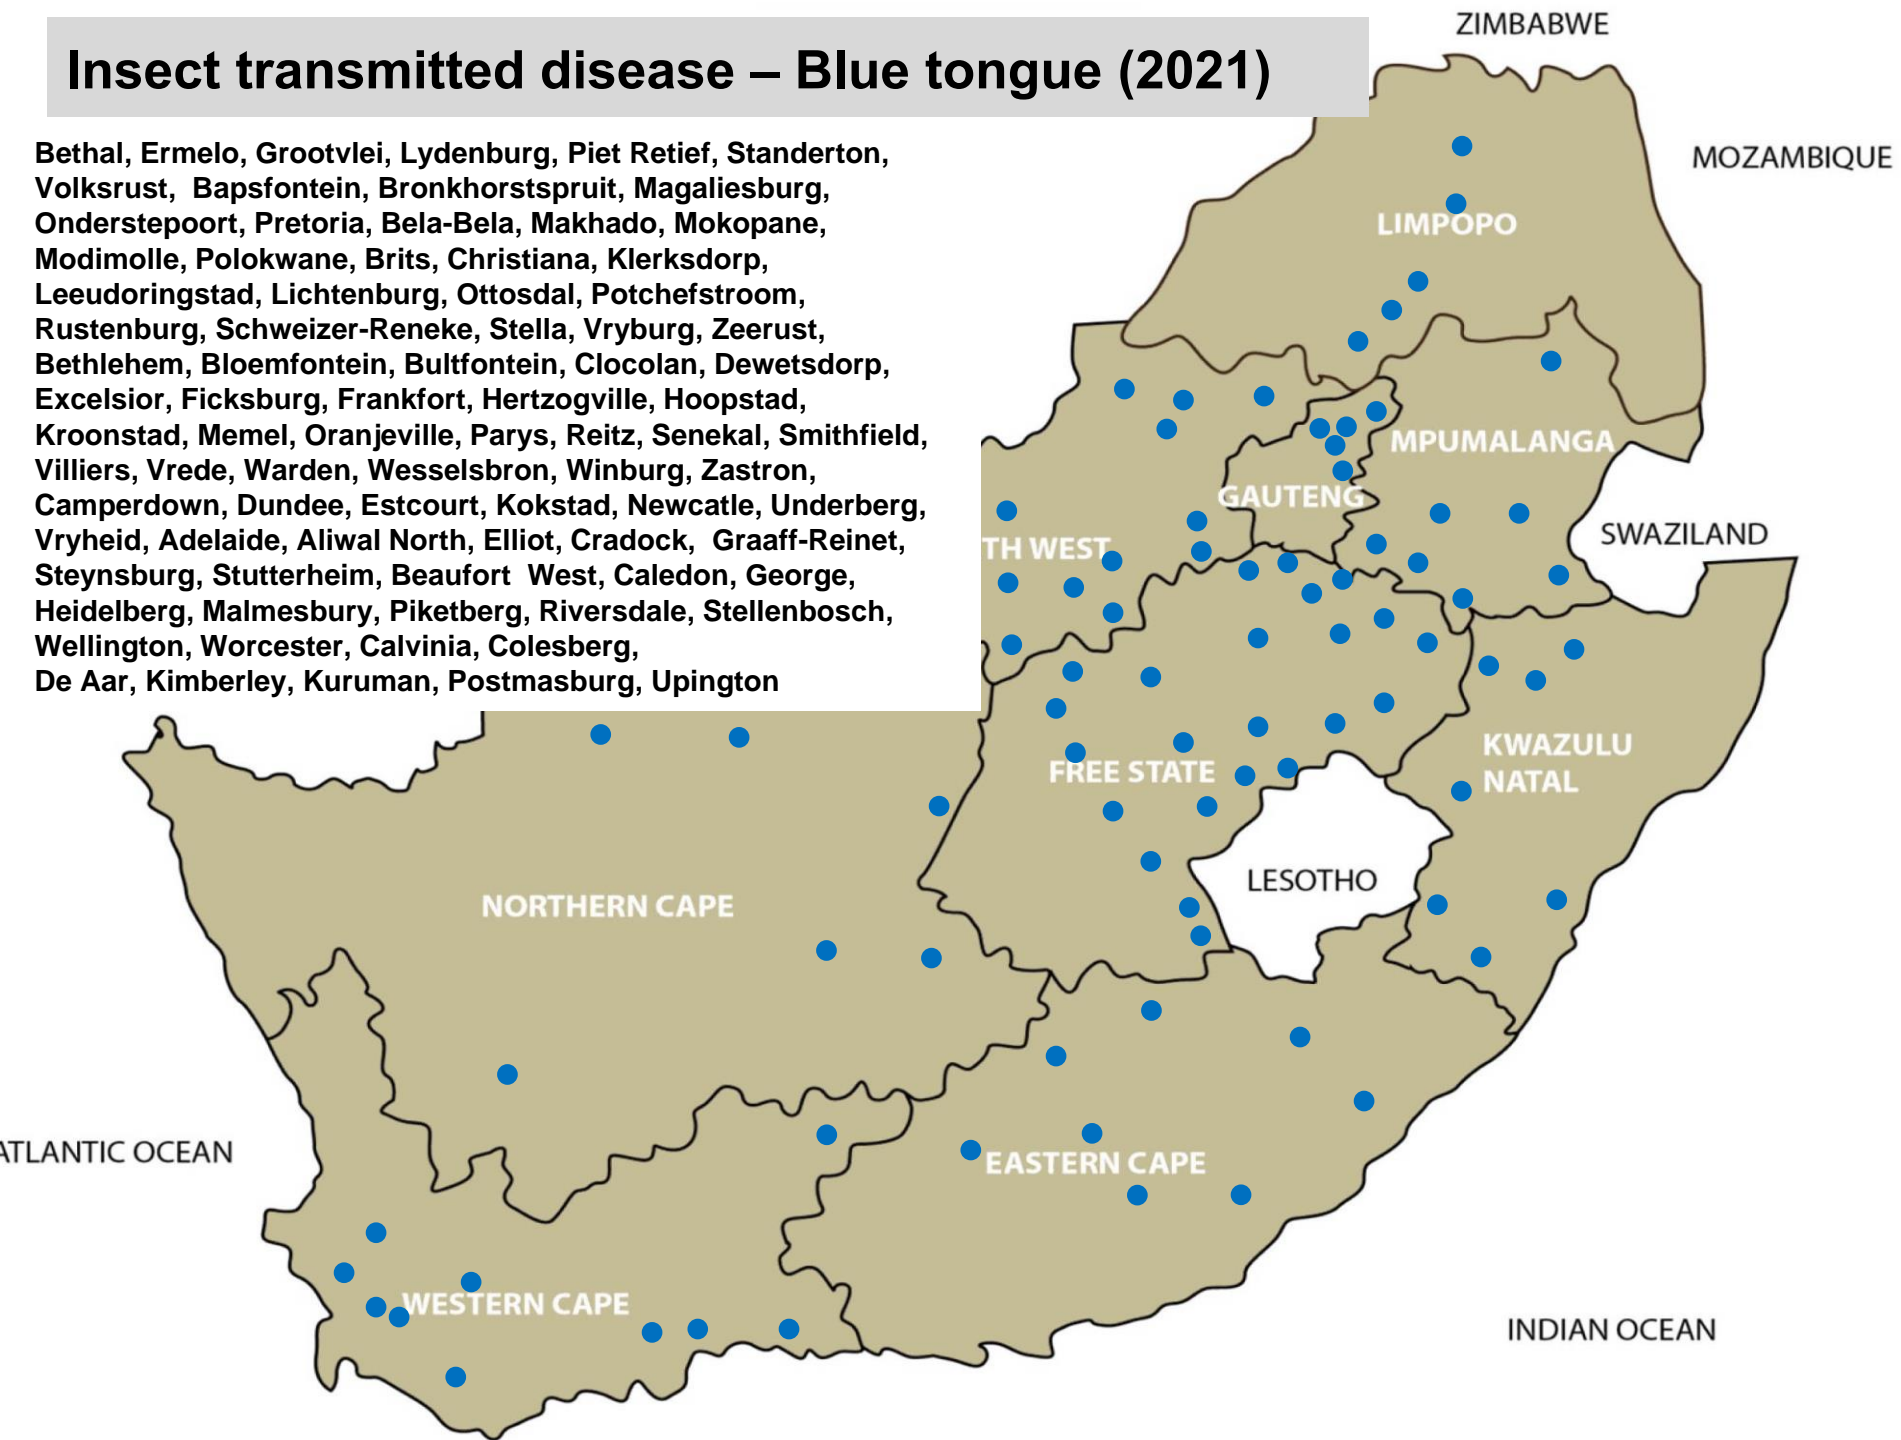 ZIMBABWE
Insect transmitted disease – Blue tongue (2021)
Bethal, Ermelo, Grootvlei, Lydenburg, Piet Retief, Standerton,
Volksrust, Bapsfontein, Bronkhorstspruit, Magaliesburg,
Onderstepoort, Pretoria, Bela-Bela, Makhado, Mokopane,
Modimolle, Polokwane, Brits, Christiana, Klerksdorp,
Leeudoringstad, Lichtenburg, Ottosdal, Potchefstroom,
Rustenburg, Schweizer-Reneke, Stella, Vryburg, Zeerust,
Bethlehem, Bloemfontein, Bultfontein, Clocolan, Dewetsdorp,
Excelsior, Ficksburg, Frankfort, Hertzogville, Hoopstad,
Kroonstad, Memel, Oranjeville, Parys, Reitz, Senekal, Smithfield,
Villiers, Vrede, Warden, Wesselsbron, Winburg, Zastron,
Camperdown, Dundee, Estcourt, Kokstad, Newcatle, Underberg,
Vryheid, Adelaide, Aliwal North, Elliot, Cradock, Graaff-Reinet,
Steynsburg, Stutterheim, Beaufort West, Caledon, George,
Heidelberg, Malmesbury, Piketberg, Riversdale, Stellenbosch,
Wellington, Worcester, Calvinia, Colesberg,
De Aar, Kimberley, Kuruman, Postmasburg, Upington
MOZAMBIQUE
LIMPOPO
MPUMALANGA
GAUTENG
SWAZILAND
TH WEST
KWAZULU
NATAL
FREE STATE
LESOTHO
NORTHERN CAPE
ATLANTIC OCEAN
EASTERN CAPE
WESTERN CAPE
INDIAN OCEAN